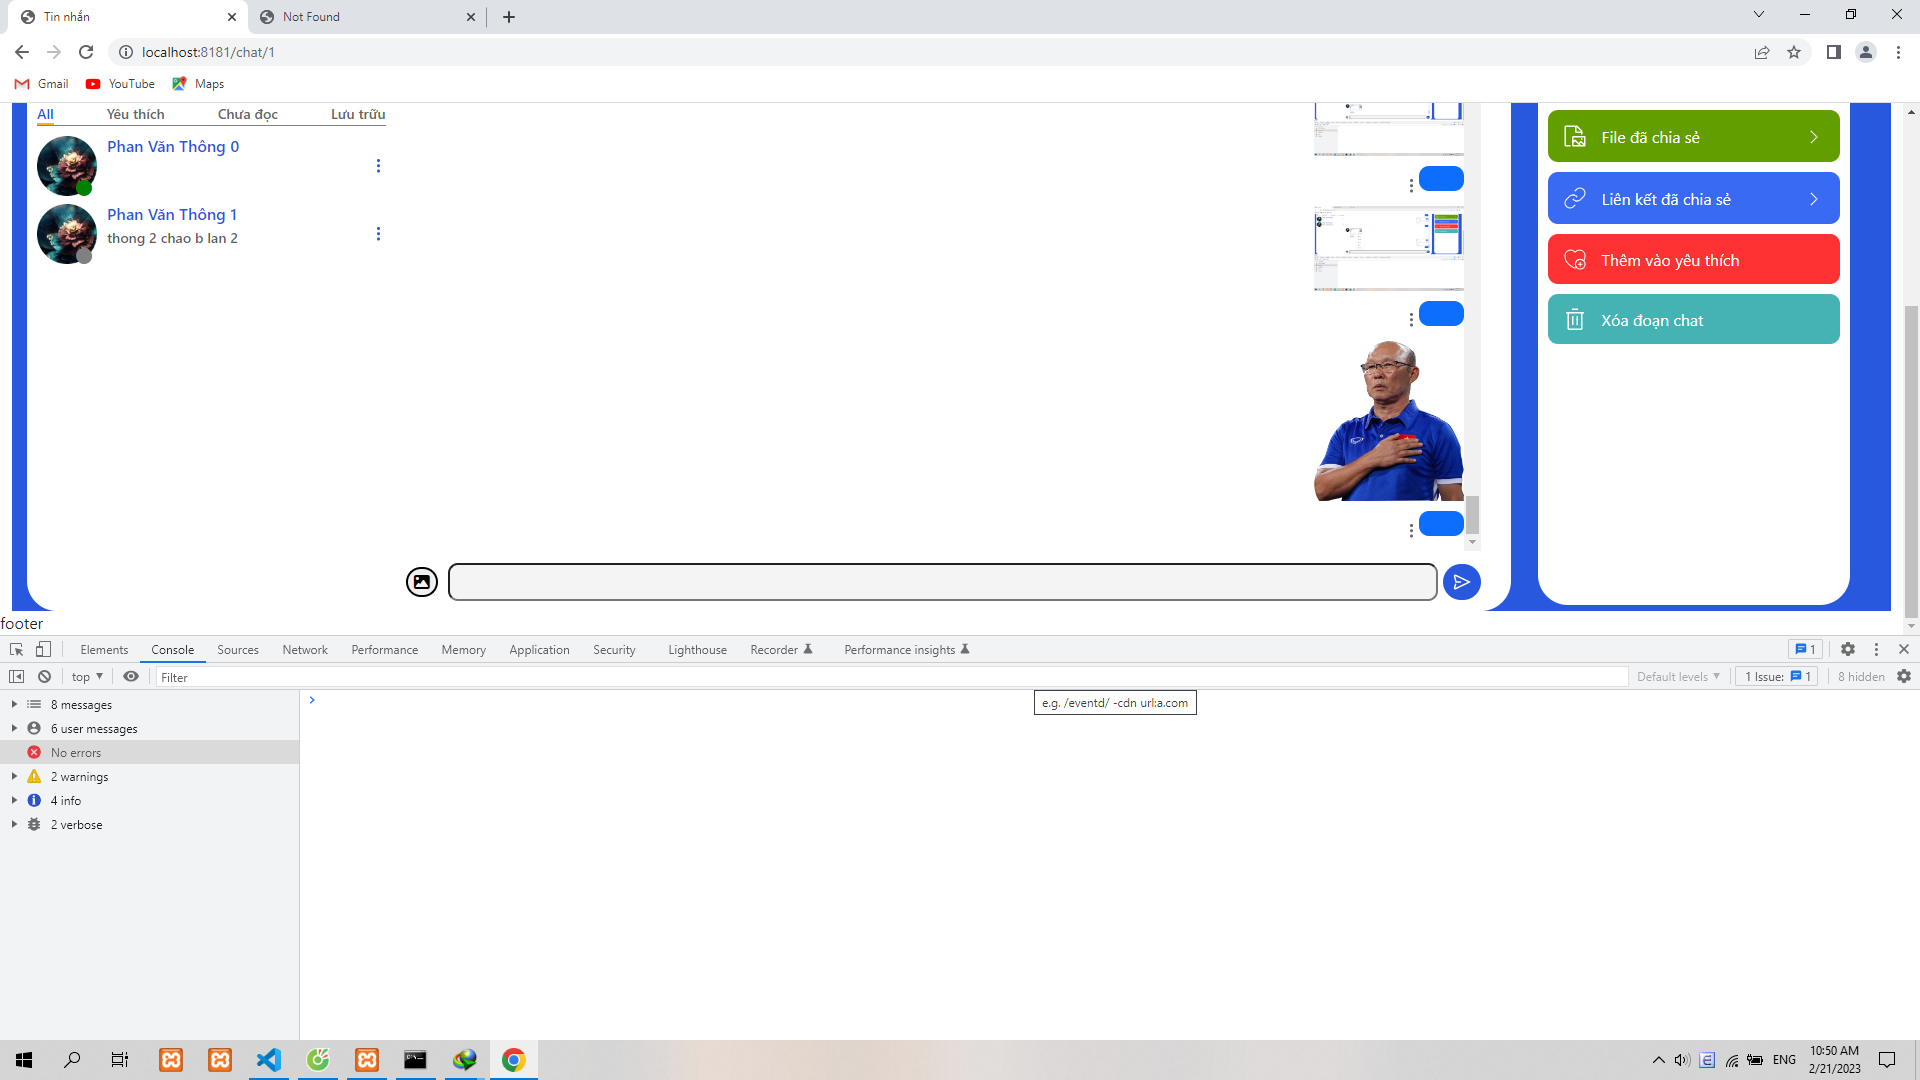 Tin nhắn
Not Found
localhost:8181/chat/1
Gmail
YouTube
Maps
All
Yêu thích
Chưa đọc
Lưu trữu
Phan Văn Thông 0
Phan Văn Thông 1
thong 2 chao b lan 2
File đã chia sẻ
Liên kết đã chia sẻ
Thêm vào yêu thích
Xóa đoạn chat
footer
Elements
Console
Sources
Network
Performance
Memory
Application
Security
Lighthouse
Recorder
Performance insights
1
top
Filter
Default levels
1 Issue: 1
8 hidden
e.g. /eventd/ -cdn url:a.com
8 messages
6 user messages
No errors
2 warnings
4 info
2 verbose
ENG
10:50 AM
2/21/2023